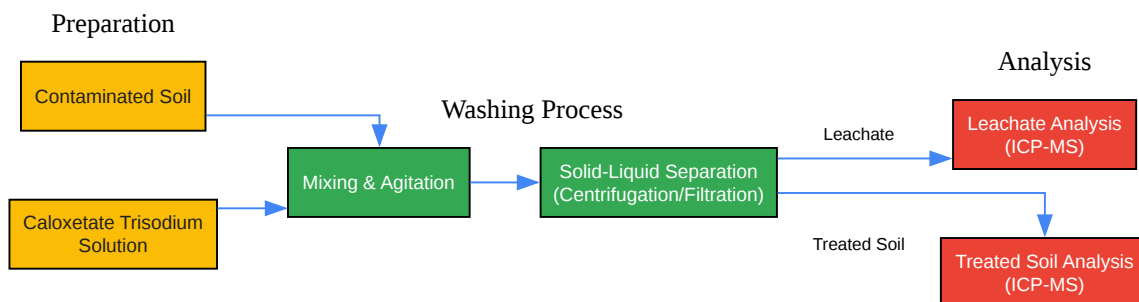 Preparation
Contaminated Soil
Caloxetate Trisodium
Solution
Washing Process
Mixing & Agitation
Solid-Liquid Separation
(Centrifugation/Filtration)
Leachate
Treated Soil
Analysis
Leachate Analysis
(ICP-MS)
Treated Soil Analysis
(ICP-MS)